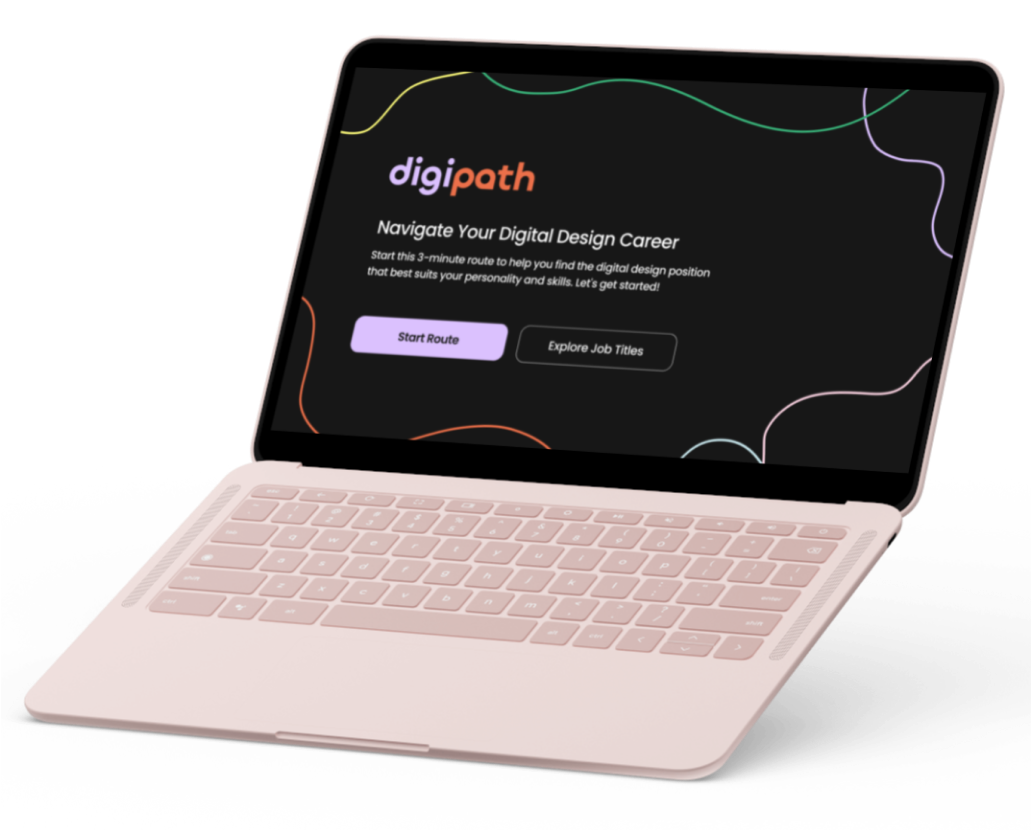 digipath
Navigate Your Digital Design Career
Start this 3-minute route to help you find the digital design position
that best suits your personality and skills. Let's get started!
Start Route
Explore Job Titles
q w e r t y u i o p
a s d f g h j k l
z x c v b n m